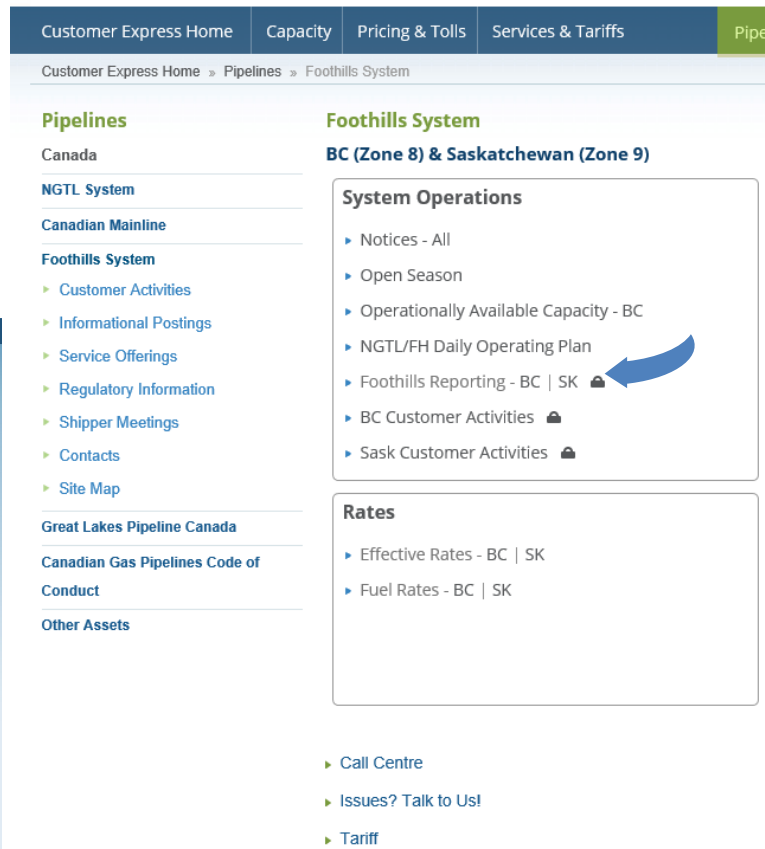 Customer Express Home Capacity Pricing & Tolls Services & Tariffs
Customer Express Home » Pipelines » Foothills System
Pipelines
Canada
NGTL System
Canadian Mainline
Foothills System
Customer Activities
Informational Postings
Service Offerings
Regulatory Information
Shipper Meetings
Contacts
Site Map
Great Lakes Pipeline Canada
Canadian Gas Pipelines Code of
Conduct
Other Assets
Foothills System
BC (Zone 8) & Saskatchewan (Zone 9)
System Operations
Notices - All
Open Season
Operationally Available Capacity - BC
NGTL/FH Daily Operating Plan
Foothills Reporting - BC | SK
BC Customer Activities
Sask Customer Activities
Rates
Effective Rates - BC | SK
Fuel Rates - BC | SK
Call Centre
Issues? Talk to Us!
Tariff